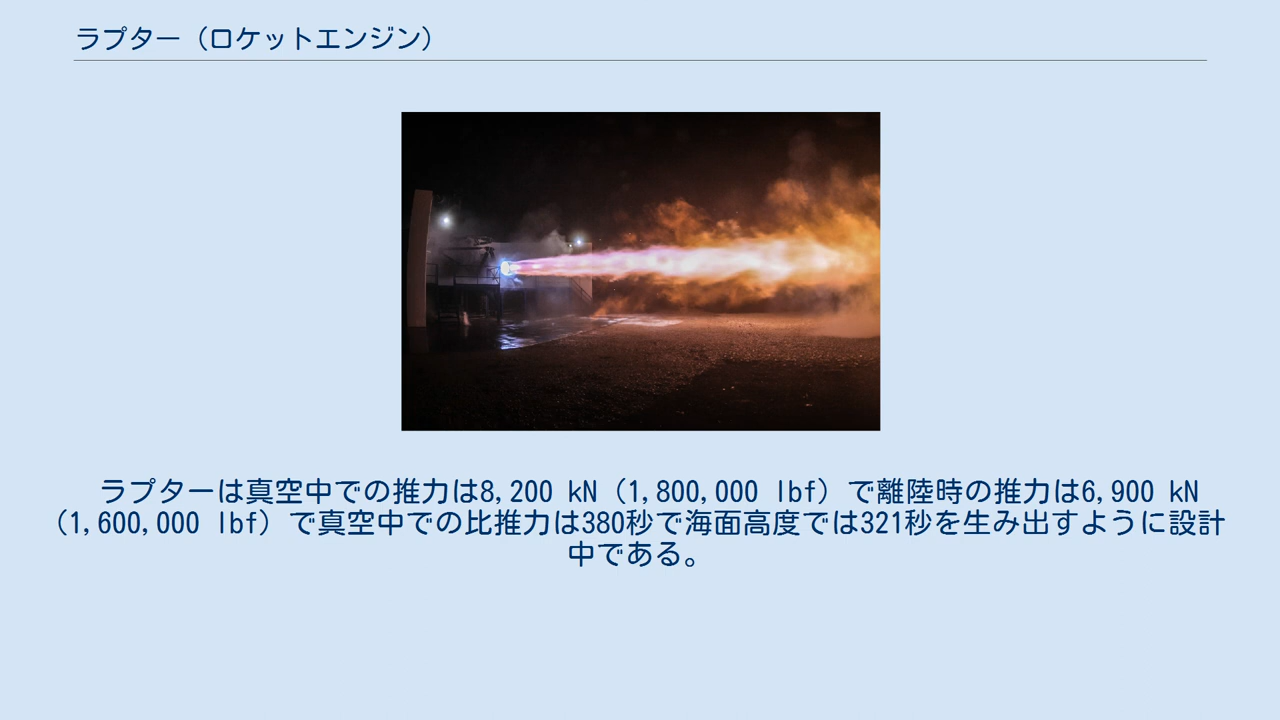 ラプター（ロケットエンジン）
ラプターは真空中での推力は8,200 kN（1,800,000 lbf）で離陸時の推力は6,900 kN
（1,600,000 lbf）で真空中での比推力は380秒で海面高度では321秒を生み出すように設計
中である。